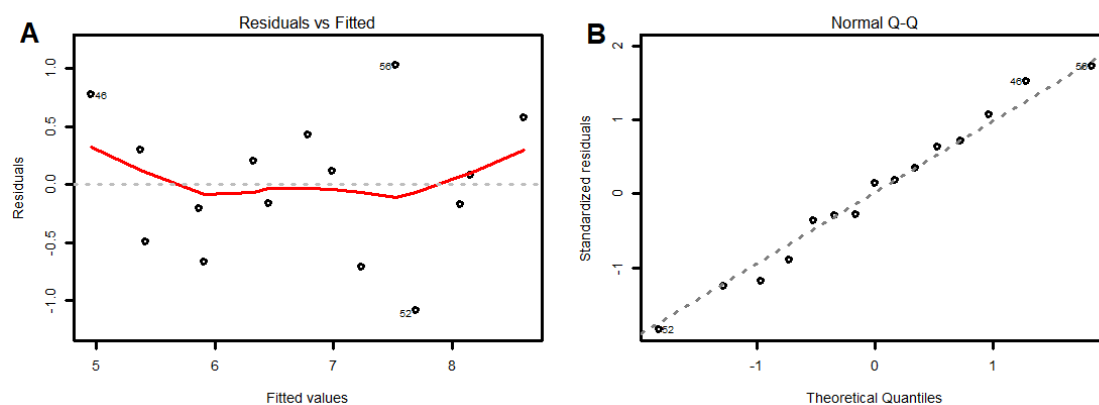 A
Residuals vs Fitted
Residuals
1.0
0.5
0.0
-0.5
-1.0
46
56
52
5
6
7
8
Fitted values
B
Normal Q-Q
Standardized residuals
2
1
0
-1
46
56
52
-1
0
1
Theoretical Quantiles